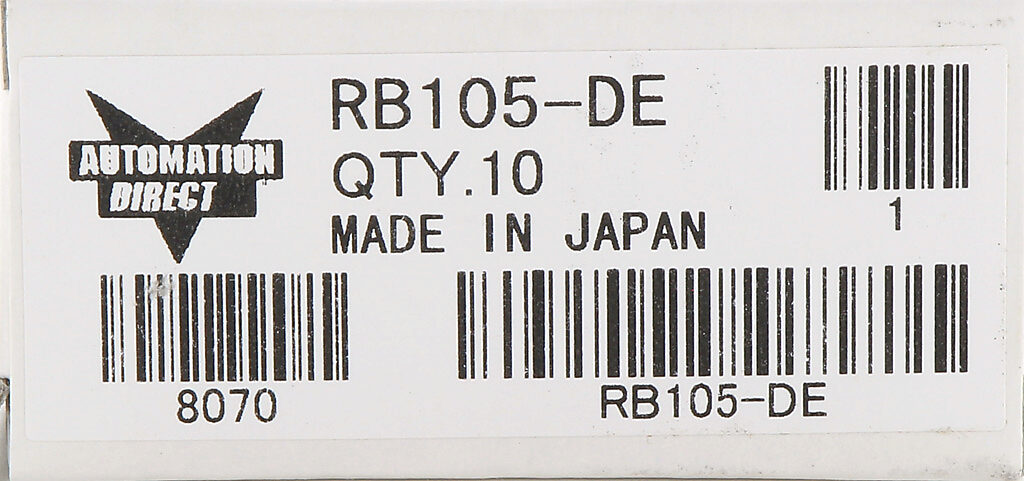 RB105-DE
AUTOMATION
DIRECT
QTY.10
MADE IN JAPAN
1
8070
RB105-DE